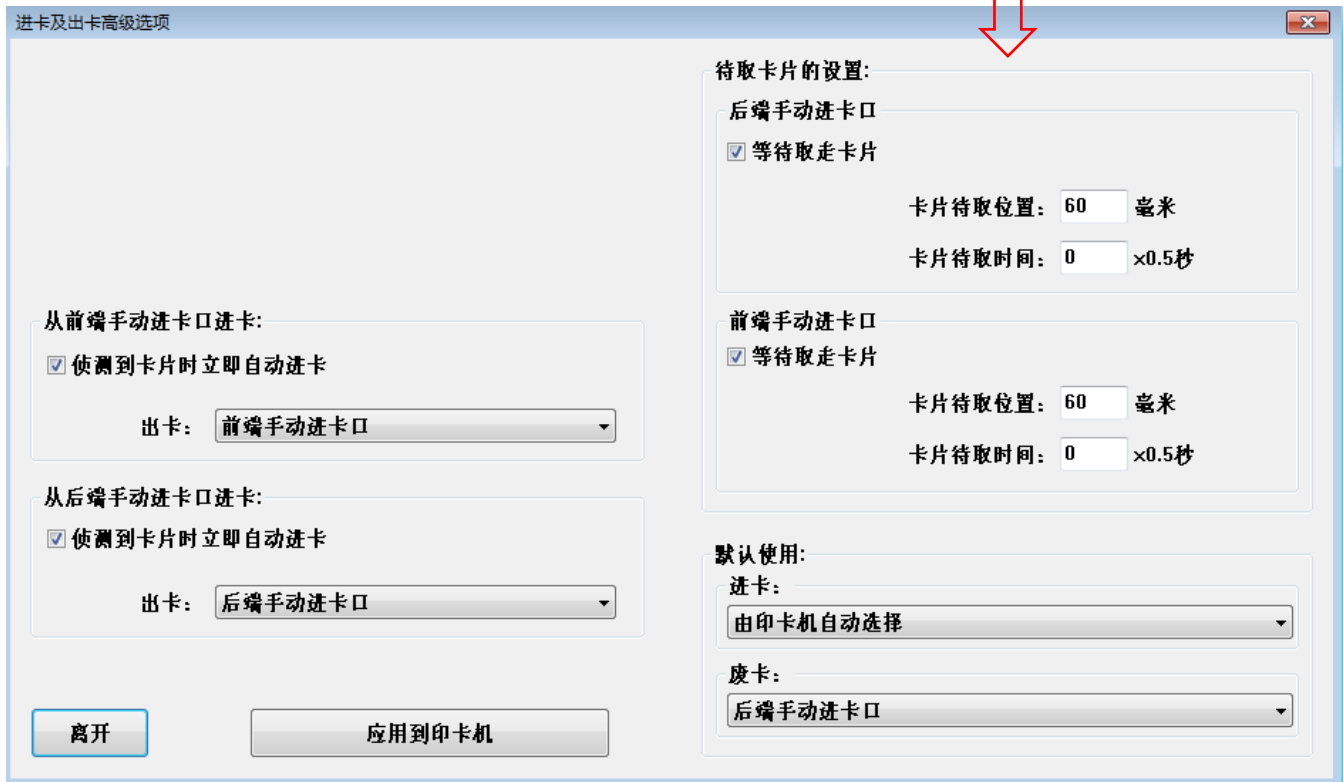 进卡及出卡高级选项
从前端手动进卡口进卡:
侦测到卡片时立即自动进卡
出卡： 前端手动进卡口
从后端手动进卡口进卡:
侦测到卡片时立即自动进卡
出卡： 后端手动进卡口
离开 应用到印卡机
待取卡片的设置:
后端手动进卡口
等待取走卡片
卡片待取位置： 60 毫米
卡片待取时间： 0 ×0.5秒
前端手动进卡口
等待取走卡片
卡片待取位置： 60 毫米
卡片待取时间： 0 ×0.5秒
默认使用:
进卡：
由印卡机自动选择
废卡：
后端手动进卡口